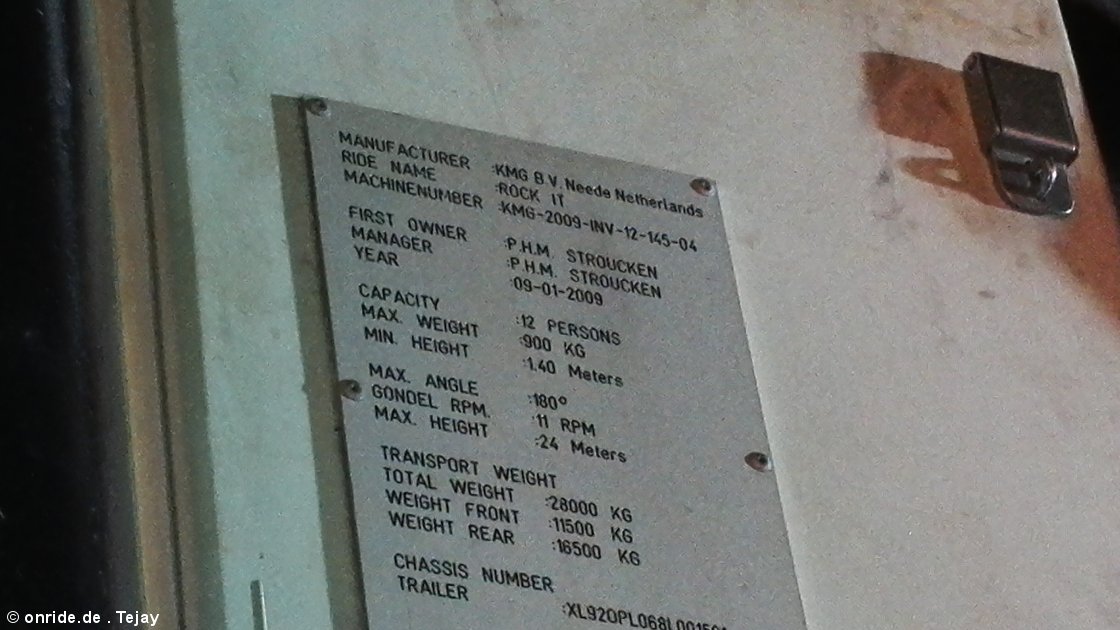 MANUFACTURER :KMG B.V. Neede Netherlands
RIDE NAME :ROCK IT
MACHINENUMBER :KMG-2009-INV-12-145-04
FIRST OWNER :P.H.M. STROUCKEN
MANAGER :P.H.M. STROUCKEN
YEAR :09-01-2009
CAPACITY :12 PERSONS
MAX. WEIGHT :900 KG
MIN. HEIGHT :1.40 Meters
MAX. ANGLE :180°
GONDEL RPM. :11 RPM
MAX. HEIGHT :24 Meters
TRANSPORT WEIGHT
TOTAL WEIGHT :28000 KG
WEIGHT FRONT :11500 KG
WEIGHT REAR :16500 KG
CHASSIS NUMBER
TRAILER
© onride.de . Tejay